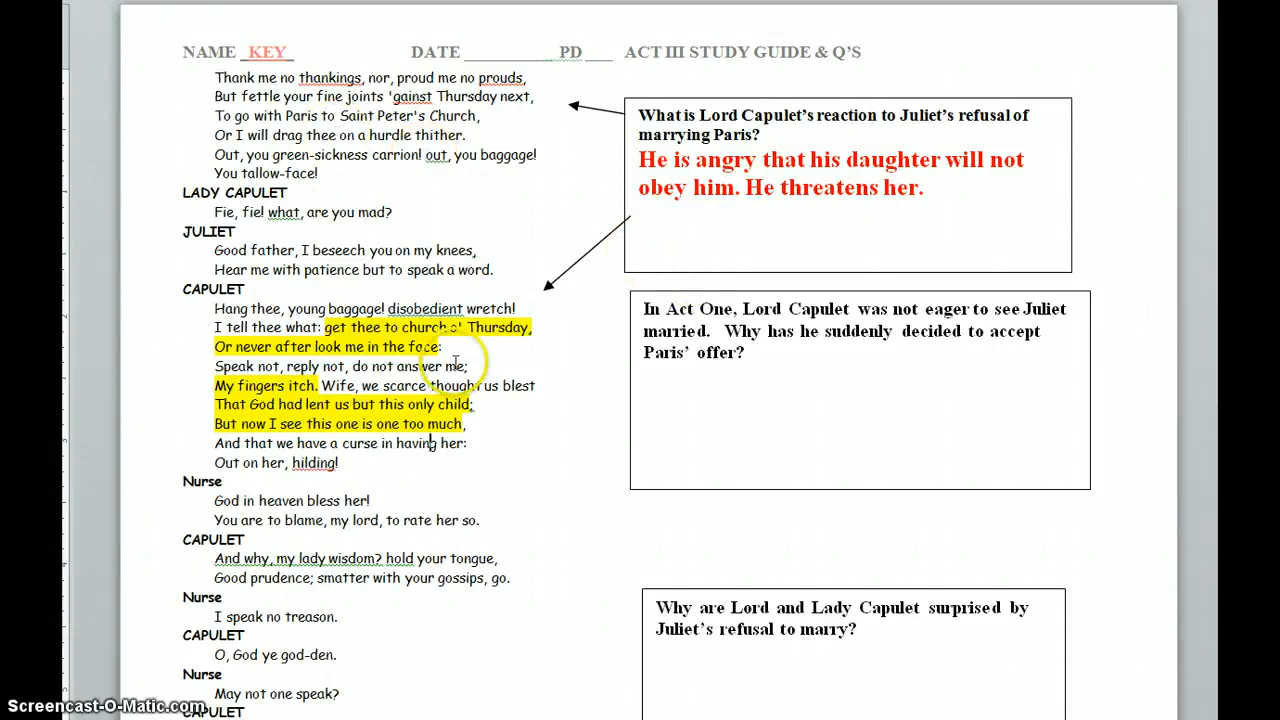 NAME _KEY_ DATE __________PD ___ ACT III STUDY GUIDE & Q'S
Thank me no thankings, nor, proud me no prouds,
But fettle your fine joints 'gainst Thursday next,
To go with Paris to Saint Peter's Church,
Or I will drag thee on a hurdle thither.
Out, you green-sickness carrion! out, you baggage!
You tallow-face!
LADY CAPULET
Fie, fie! what, are you mad?
JULIET
Good father, I beseech you on my knees,
Hear me with patience but to speak a word.
CAPULET
Hang thee, young baggage! disobedient wretch!
I tell thee what: get thee to church o' Thursday,
Or never after look me in the face:
Speak not, reply not, do not answer me;
My fingers itch. Wife, we scarce thought us blest
That God had lent us but this only child;
But now I see this one is one too much,
And that we have a curse in having her:
Out on her, hilding!
Nurse
God in heaven bless her!
You are to blame, my lord, to rate her so.
CAPULET
And why, my lady wisdom? hold your tongue,
Good prudence; smatter with your gossips, go.
Nurse
I speak no treason.
CAPULET
O, God ye god-den.
Nurse
May not one speak?
CAPULET
What is Lord Capulet's reaction to Juliet's refusal of
marrying Paris?
He is angry that his daughter will not
obey him. He threatens her.
In Act One, Lord Capulet was not eager to see Juliet
married. Why has he suddenly decided to accept
Paris' offer?
Why are Lord and Lady Capulet surprised by
Juliet's refusal to marry?
Screencast-O-Matic.com